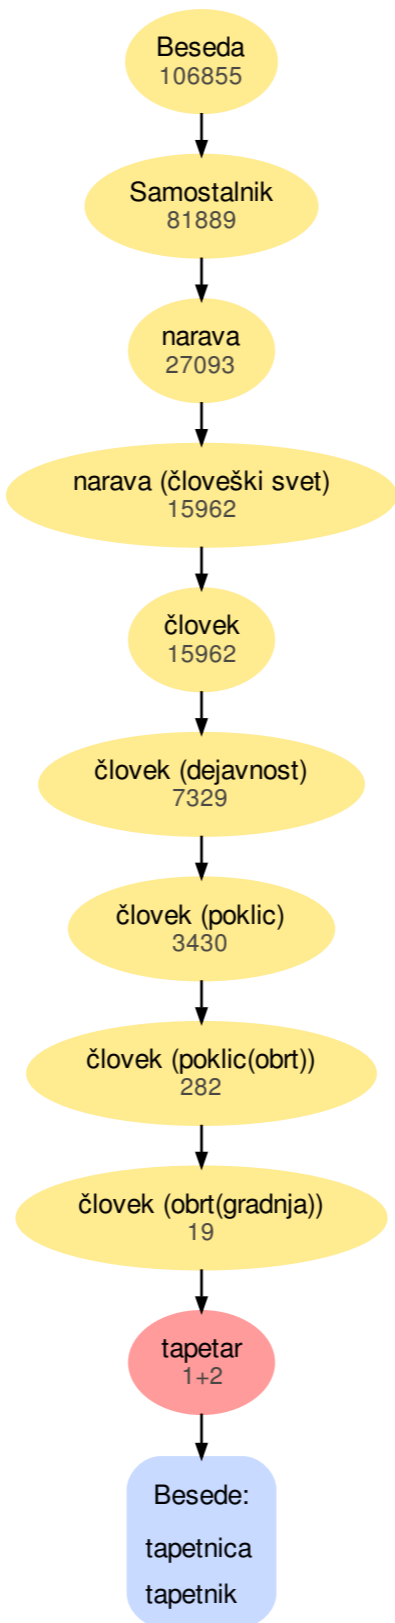 Beseda
106855
Samostalnik
81889
narava
27093
narava (človeški svet)
15962
človek
15962
človek (dejavnost)
7329
človek (poklic)
3430
človek (poklic(obrt))
282
človek (obrt(gradnja))
19
tapetar
1+2
Besede:
tapetnica
tapetnik